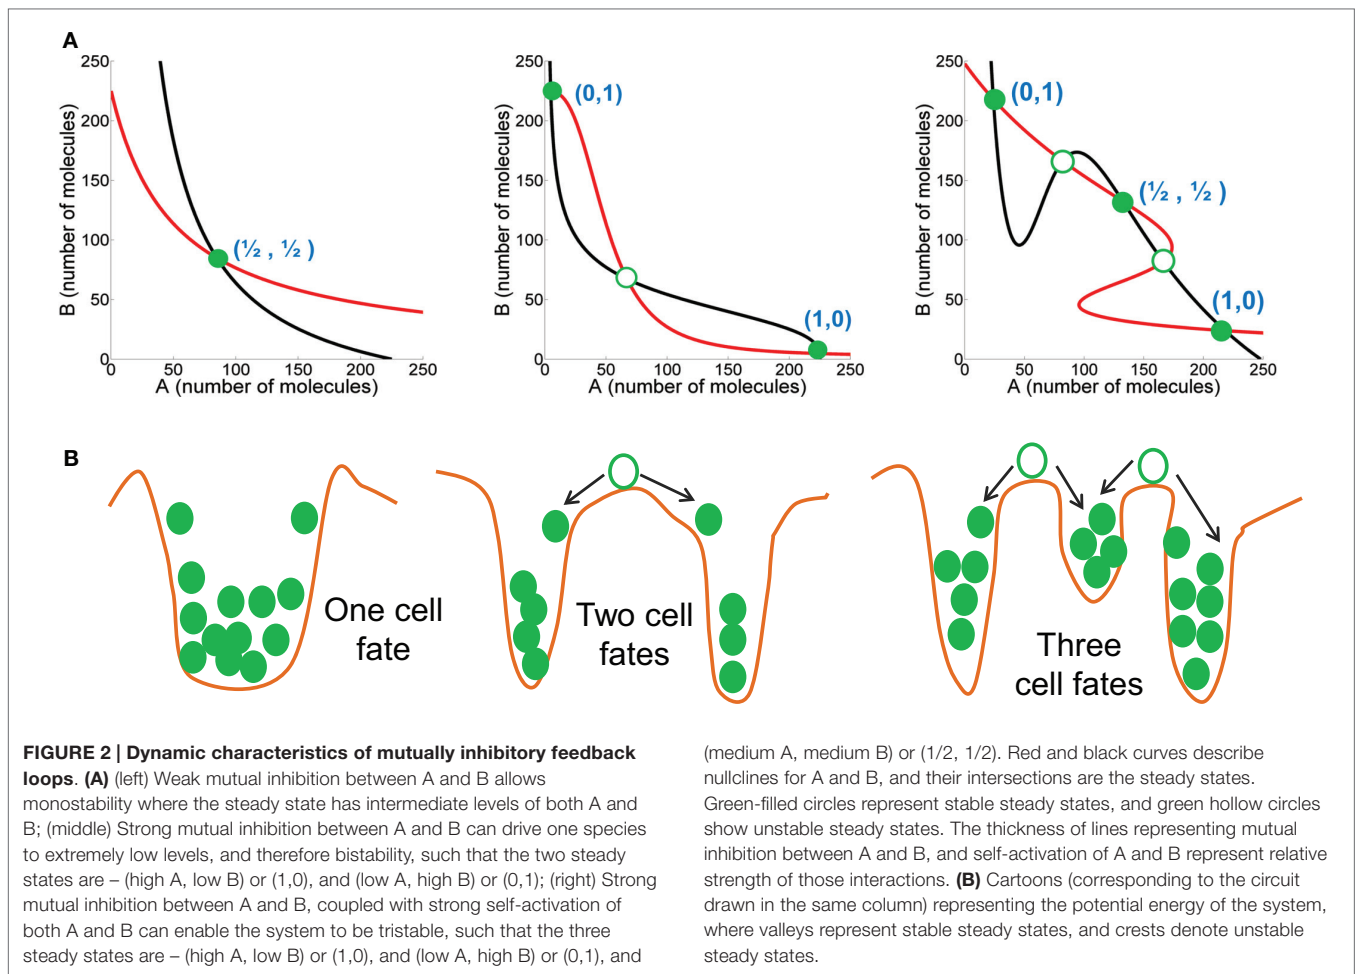 A
250
200
150
100
50
0
B (number of molecules)
(½ , ½ )
0 50 100 150 200 250
A (number of molecules)
250
200
150
100
50
0
B (number of molecules)
(0,1)
(1,0)
0 50 100 150 200 250
A (number of molecules)
250
200
150
100
50
0
B (number of molecules)
(0,1)
(½ , ½ )
(1,0)
0 50 100 150 200 250
A (number of molecules)
B
One cell
fate
Two cell
fates
Three
cell fates
FIGURE 2 | Dynamic characteristics of mutually inhibitory feedback
loops. (A) (left) Weak mutual inhibition between A and B allows
monostability where the steady state has intermediate levels of both A and
B; (middle) Strong mutual inhibition between A and B can drive one species
to extremely low levels, and therefore bistability, such that the two steady
states are – (high A, low B) or (1,0), and (low A, high B) or (0,1); (right) Strong
mutual inhibition between A and B, coupled with strong self-activation of
both A and B can enable the system to be tristable, such that the three
steady states are – (high A, low B) or (1,0), and (low A, high B) or (0,1), and
(medium A, medium B) or (1/2, 1/2). Red and black curves describe
nullclines for A and B, and their intersections are the steady states.
Green-filled circles represent stable steady states, and green hollow circles
show unstable steady states. The thickness of lines representing mutual
inhibition between A and B, and self-activation of A and B represent relative
strength of those interactions. (B) Cartoons (corresponding to the circuit
drawn in the same column) representing the potential energy of the system,
where valleys represent stable steady states, and crests denote unstable
steady states.